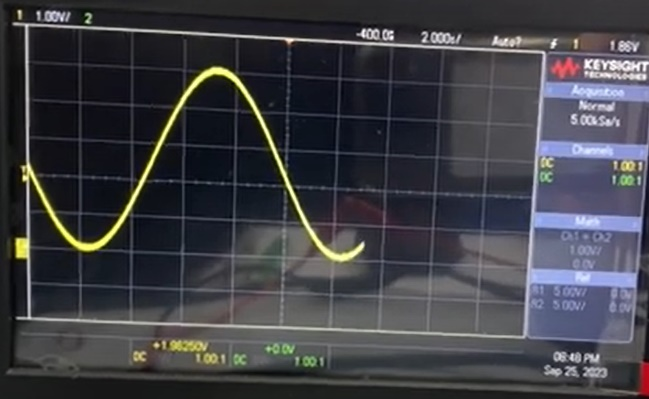 1 1.00V/ 2 2.000s/ Auto? 1 1.86V
KEYSIGHT
TECHNOLOGIES
Acquisition
Normal
5.00kSa/s
Channels
DC 1.00:1
DC 1.00:1
Math
Ch1 - Ch2
1.00V/
0.0V
Ref
R1 5.00V/ 0.0V
R2 5.00V/ 0.0V
+1.96250V +0.0V
DC 1.00:1 DC 1.00:1
08:48 PM
Sep 25, 2023